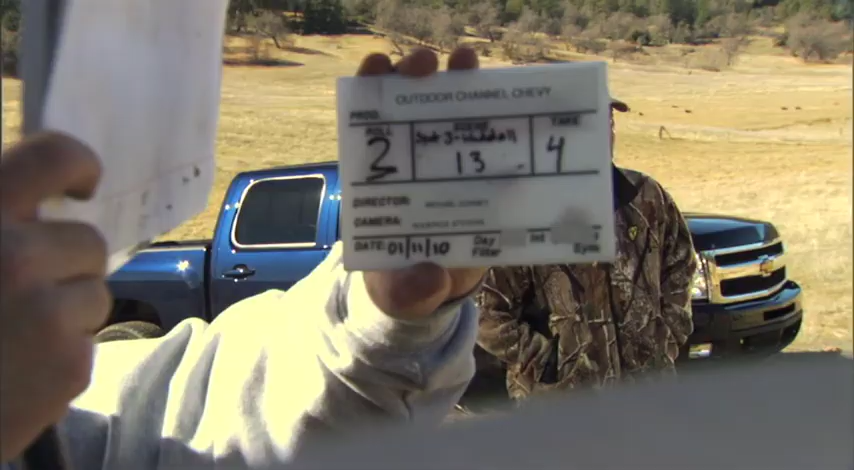 OUTDOOR CHANNEL CHEVY
PROD.
ROLL SCENE TAKE
2 13 4
DIRECTOR:
CAMERA:
DATE: 01/11/10 Day Int
Filter Sync